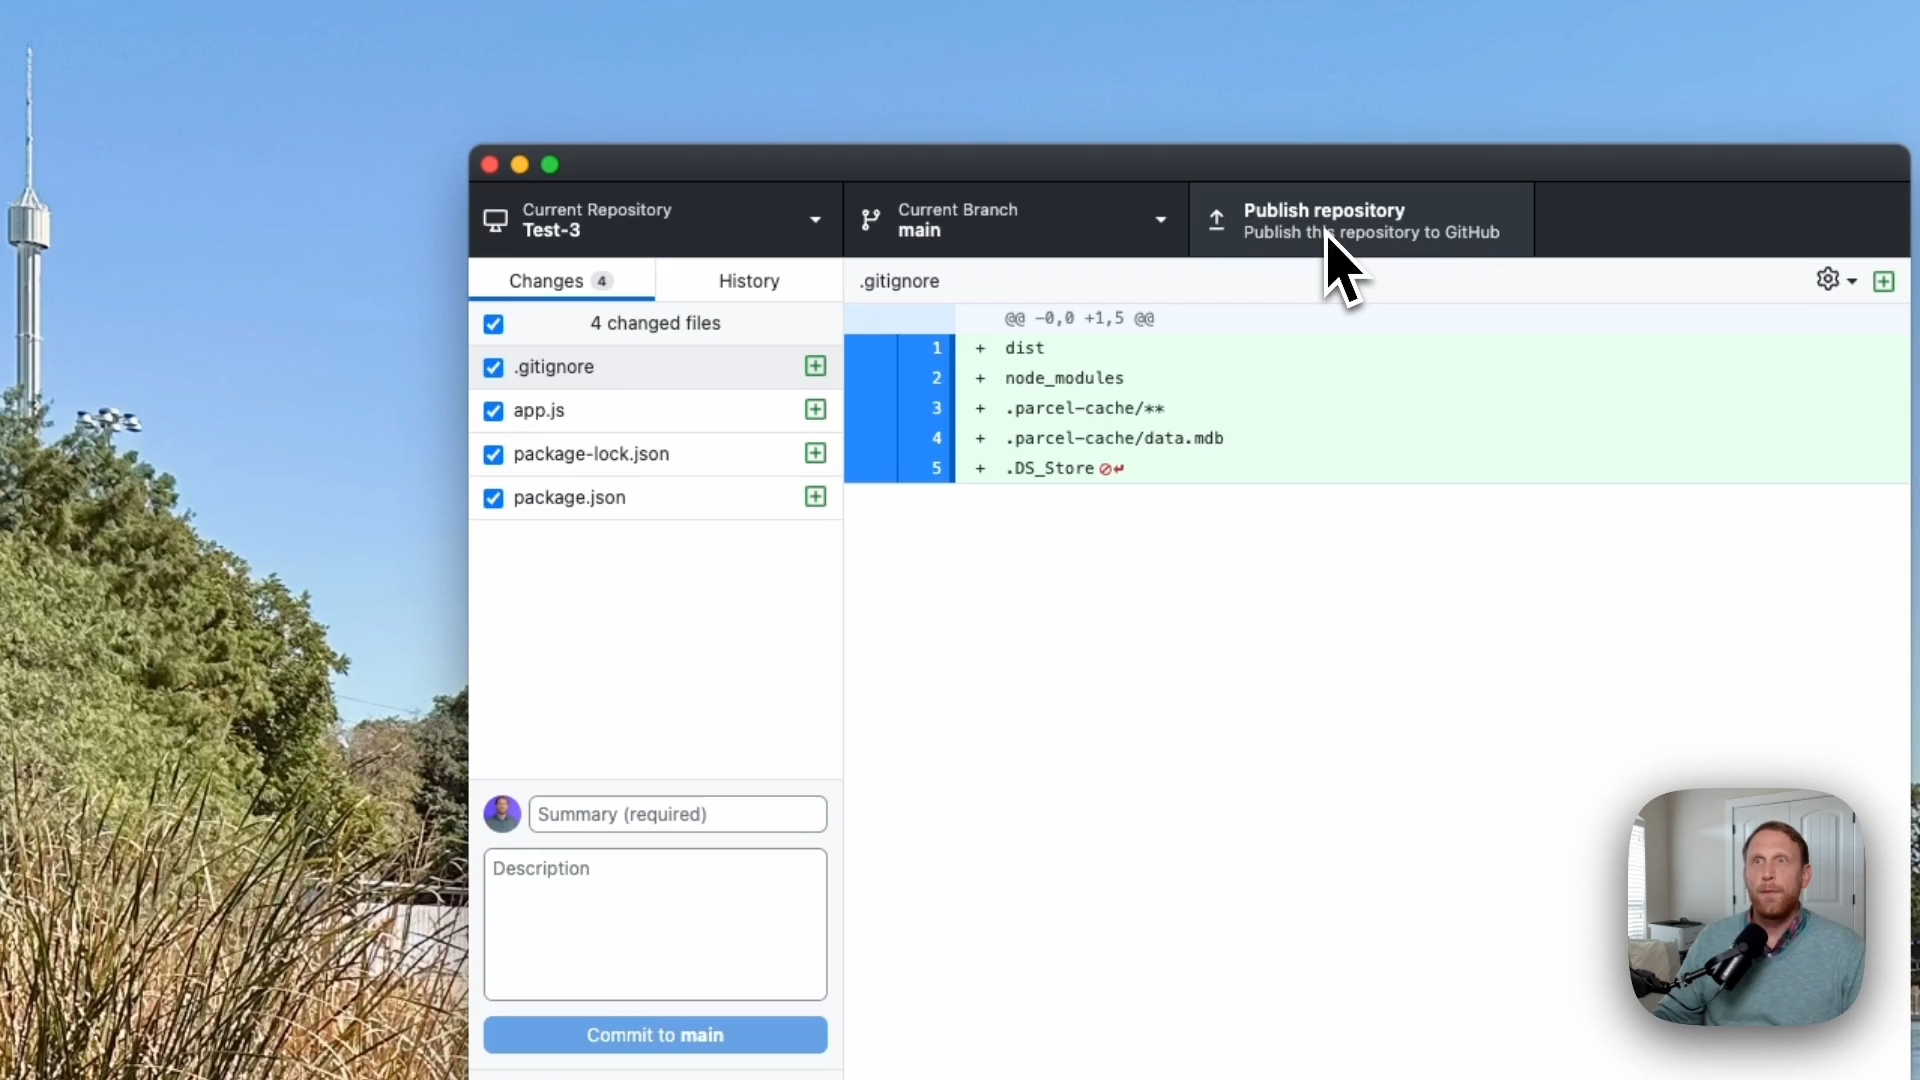 Current Repository
Test-3
Current Branch
main
Publish repository
Publish this repository to GitHub
Changes 4
History
.gitignore
4 changed files
.gitignore
app.js
package-lock.json
package.json
@@ -0,0 +1,5 @@
1 + dist
2 + node_modules
3 + .parcel-cache/**
4 + .parcel-cache/data.mdb
5 + .DS_Store
Summary (required)
Description
Commit to main